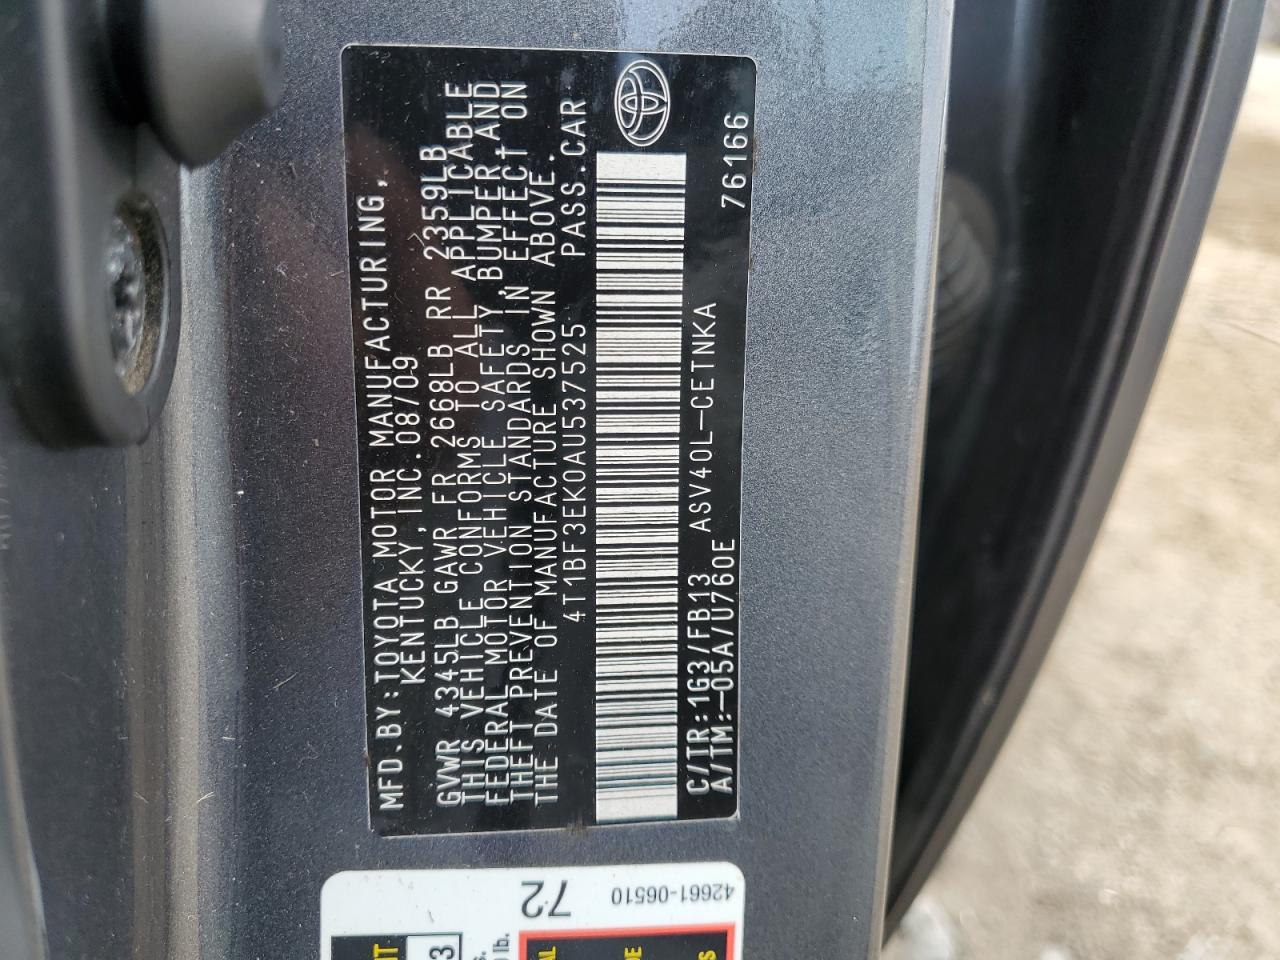 MFD.BY:TOYOTA MOTOR MANUFACTURING,
KENTUCKY,INC.08/09
GVWR 4345LB GAWR FR 2668LB RR 2359LB
THIS VEHICLE CONFORMS TO ALL APPLICABLE
FEDERAL MOTOR VEHICLE SAFETY,BUMPER,AND
THEFT PREVENTION STANDARDS IN EFFECT ON
THE DATE OF MANUFACTURE SHOWN ABOVE.
4T1BF3EK0AU537525 PASS.CAR
C/TR:1G3/FB13 ASV40L-CETNKA
A/TM:-05A/U760E 76166
72
42661-06510
3
lb.